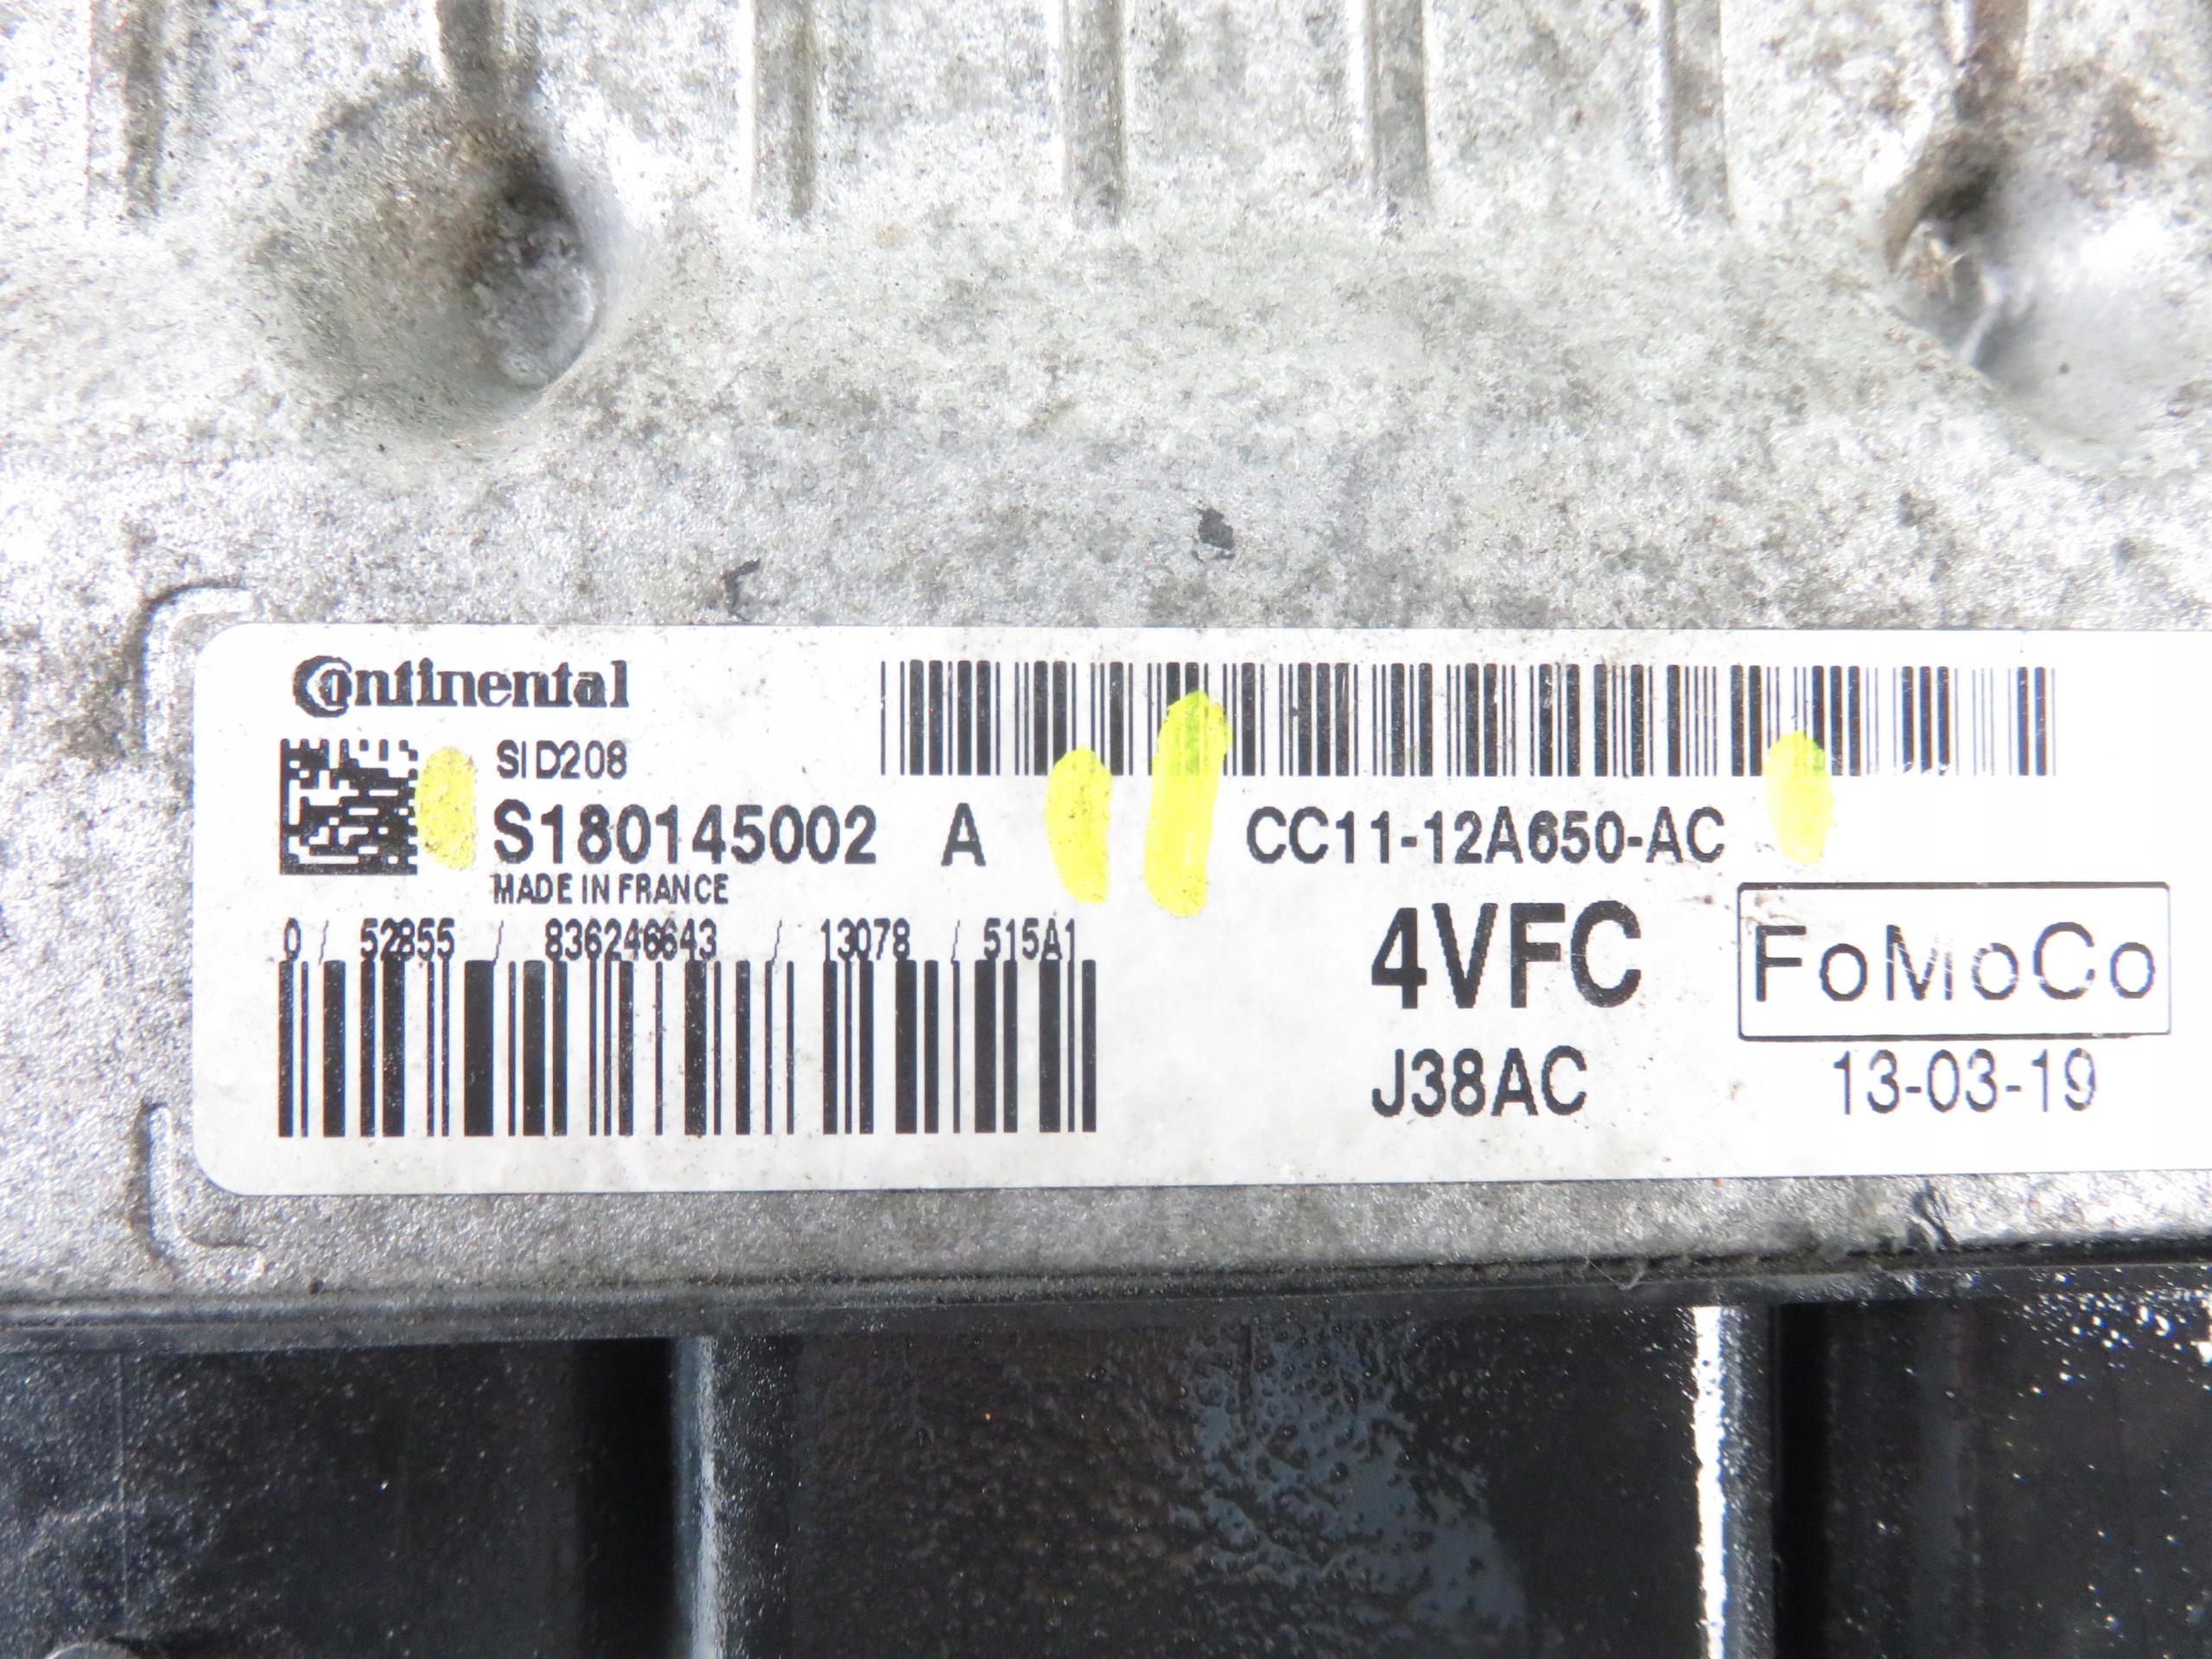 Continental
SID208
S180145002 A CC11-12A650-AC
MADE IN FRANCE
0 / 52855 / 836246643 / 13078 / 515A1
4VFC
FoMoCo
J38AC
13-03-19